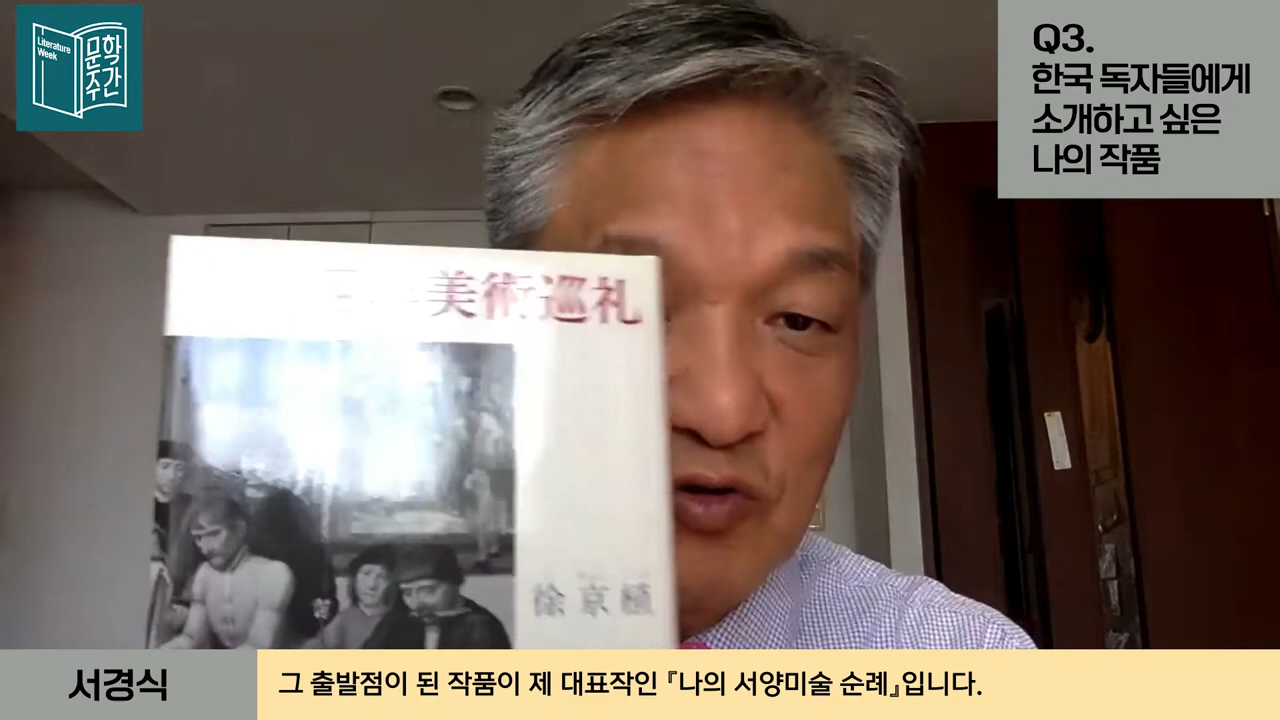 Literature
Week
문학
주간
Q3.
한국 독자들에게
소개하고 싶은
나의 작품
美術巡礼
徐京植
서경식
그 출발점이 된 작품이 제 대표작인 『나의 서양미술 순례』입니다.